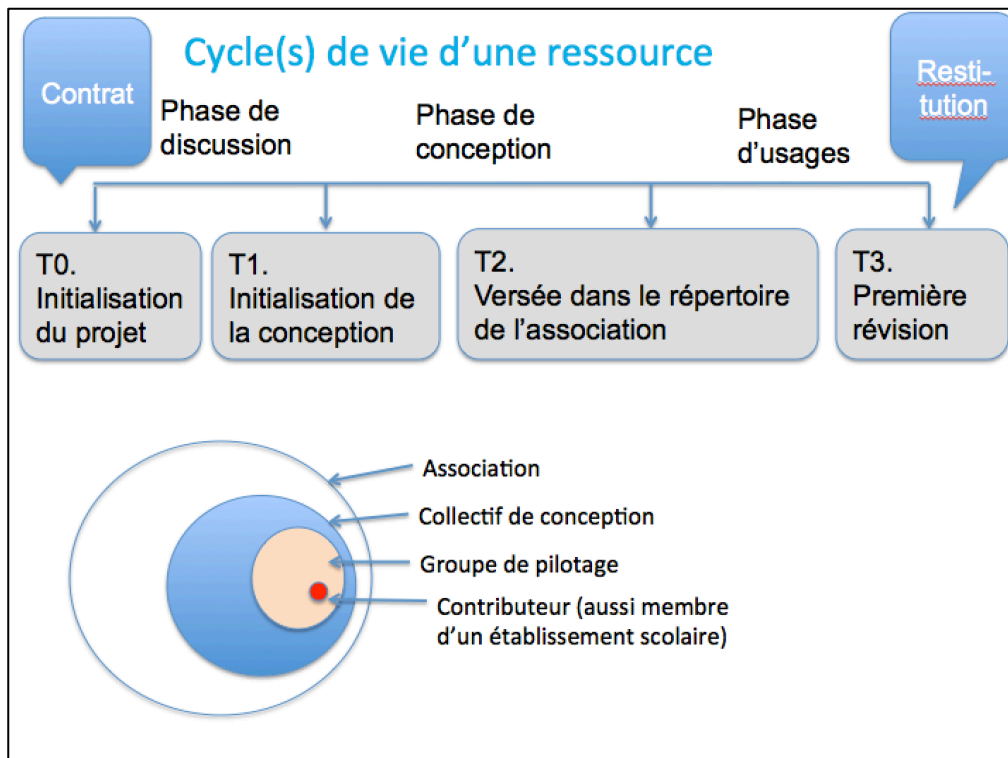 Cycle(s) de vie d’une ressource
Contrat
Resti-
tution
Phase de
discussion
Phase de
conception
Phase
d’usages
T0.
Initialisation
du projet
T1.
Initialisation de
la conception
T2.
Versée dans le répertoire
de l’association
T3.
Première
révision
Association
Collectif de conception
Groupe de pilotage
Contributeur (aussi membre
d’un établissement scolaire)